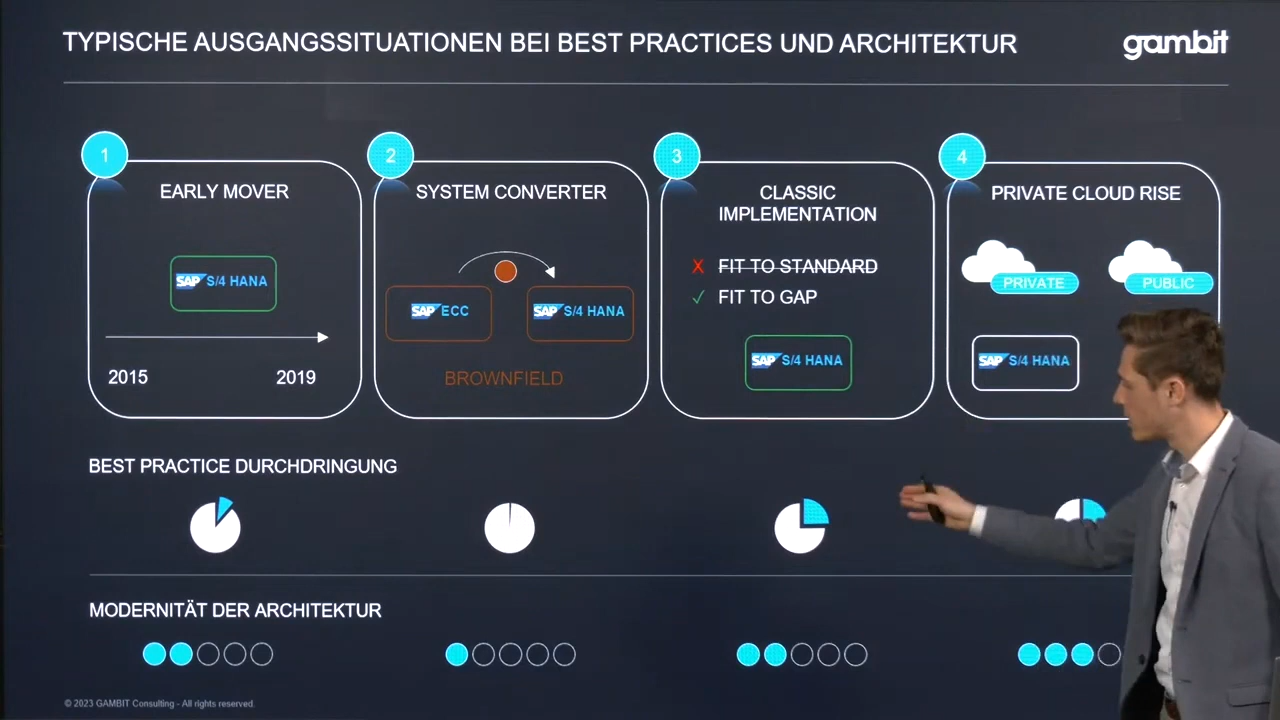 TYPISCHE AUSGANGSSITUATIONEN BEI BEST PRACTICES UND ARCHITEKTUR
gambit
1
EARLY MOVER
SAP S/4 HANA
2015
2019
2
SYSTEM CONVERTER
SAP ECC
SAP S/4 HANA
BROWNFIELD
3
CLASSIC
IMPLEMENTATION
X FIT TO STANDARD
✓ FIT TO GAP
SAP S/4 HANA
4
PRIVATE CLOUD RISE
PRIVATE
PUBLIC
SAP S/4 HANA
BEST PRACTICE DURCHDRINGUNG
MODERNITÄT DER ARCHITEKTUR
© 2023 GAMBIT Consulting - All rights reserved.